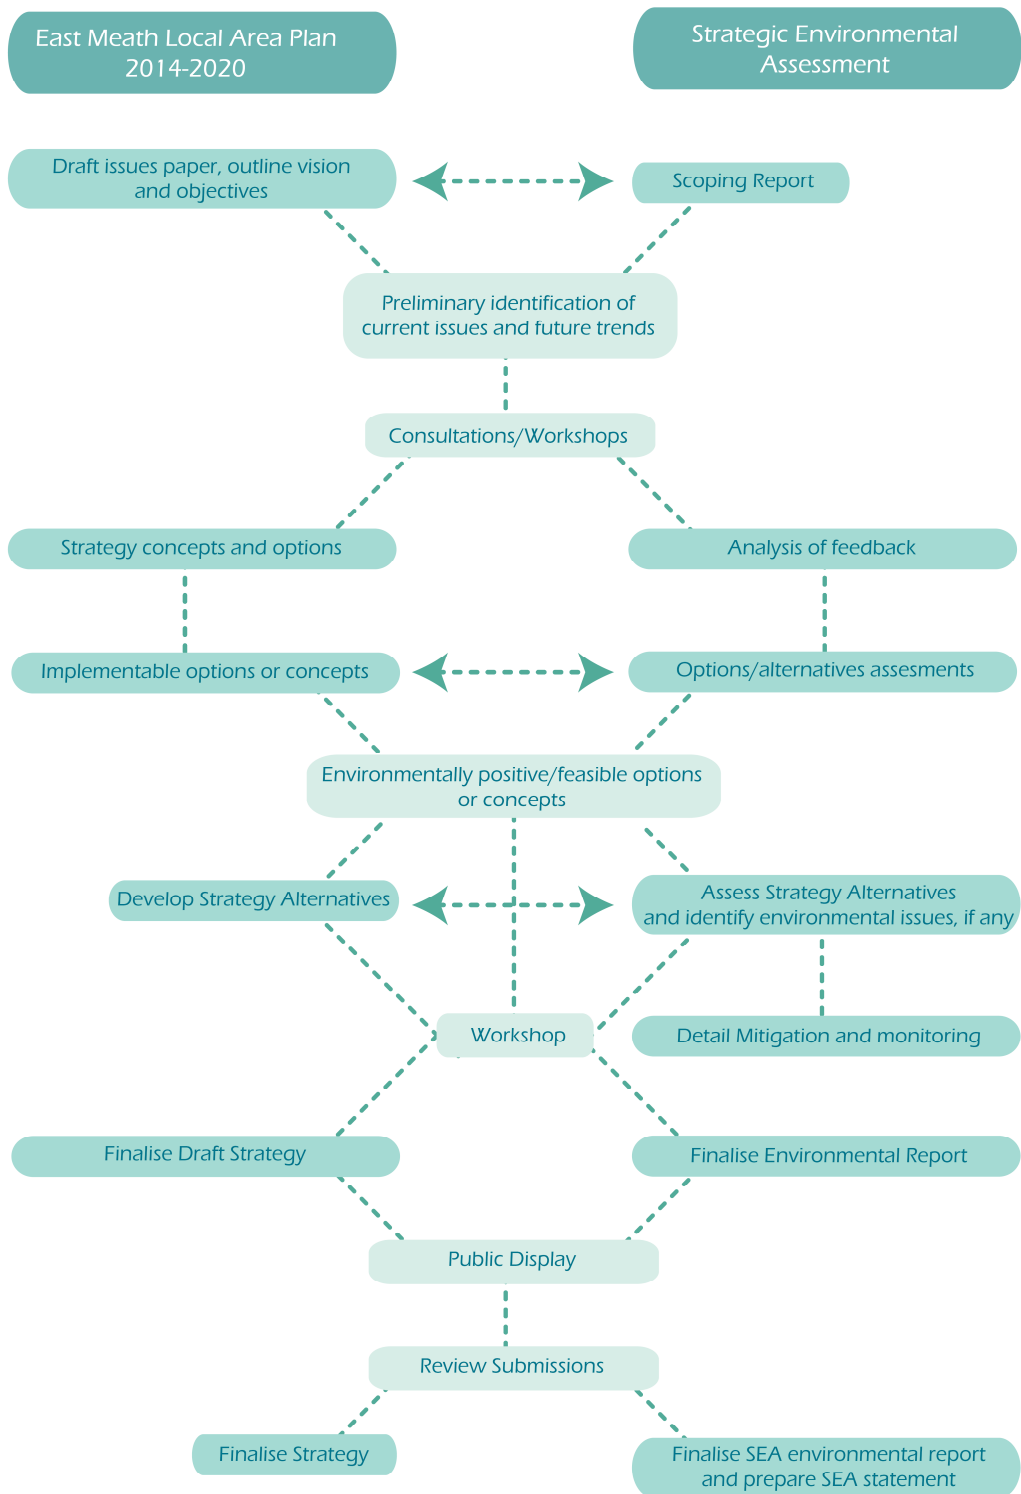 East Meath Local Area Plan
2014-2020
Strategic Environmental
Assessment
Draft issues paper, outline vision
and objectives
Scoping Report
Preliminary identification of
current issues and future trends
Consultations/Workshops
Strategy concepts and options
Analysis of feedback
Implementable options or concepts
Options/alternatives assesments
Environmentally positive/feasible options
or concepts
Develop Strategy Alternatives
Assess Strategy Alternatives
and identify environmental issues, if any
Workshop
Detail Mitigation and monitoring
Finalise Draft Strategy
Finalise Environmental Report
Public Display
Review Submissions
Finalise Strategy
Finalise SEA environmental report
and prepare SEA statement